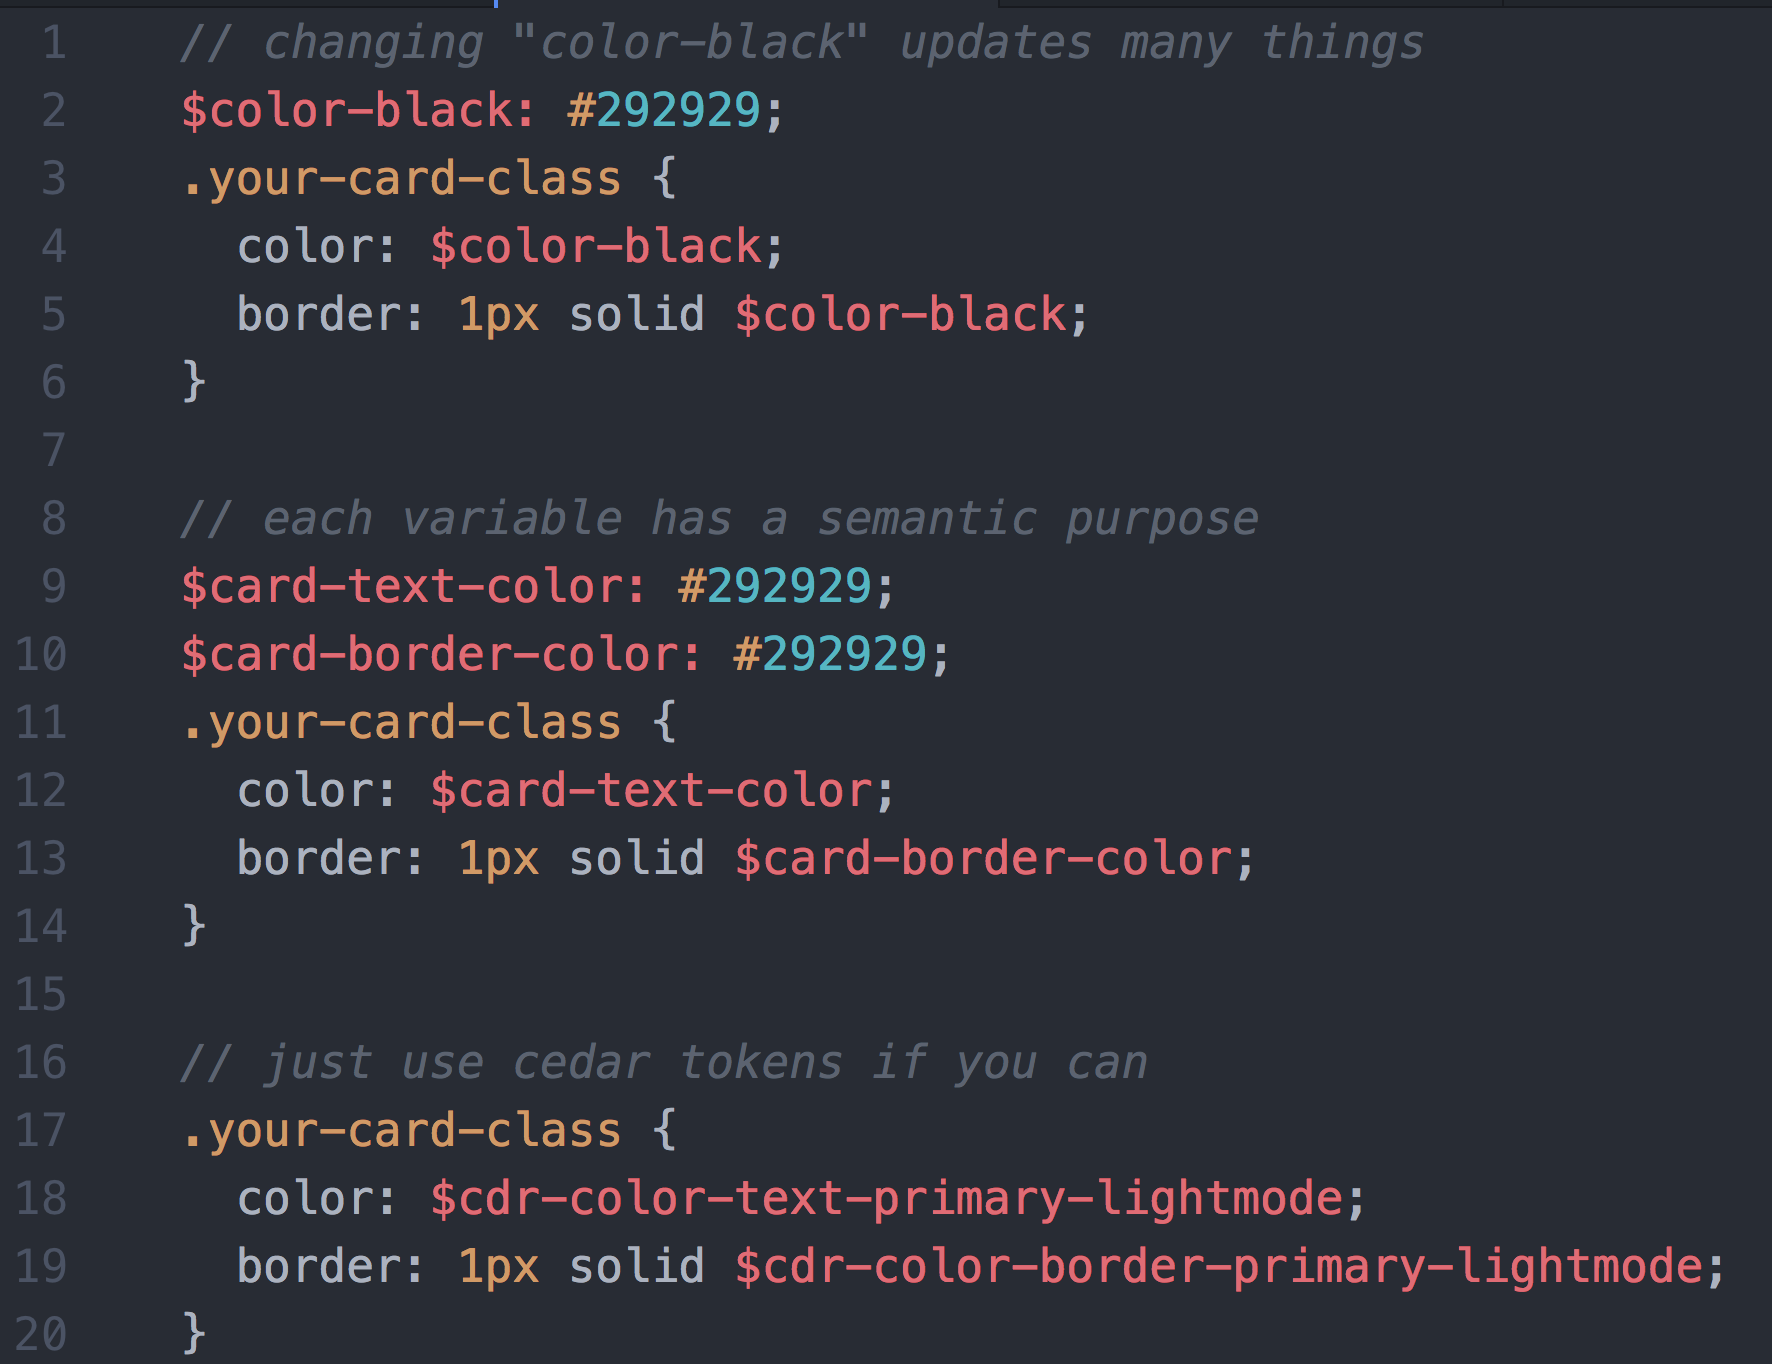 1 // changing "color-black" updates many things
2 $color-black: #292929;
3 .your-card-class {
4   color: $color-black;
5   border: 1px solid $color-black;
6 }
7
8 // each variable has a semantic purpose
9 $card-text-color: #292929;
10 $card-border-color: #292929;
11 .your-card-class {
12   color: $card-text-color;
13   border: 1px solid $card-border-color;
14 }
15
16 // just use cedar tokens if you can
17 .your-card-class {
18   color: $cdr-color-text-primary-lightmode;
19   border: 1px solid $cdr-color-border-primary-lightmode;
20 }